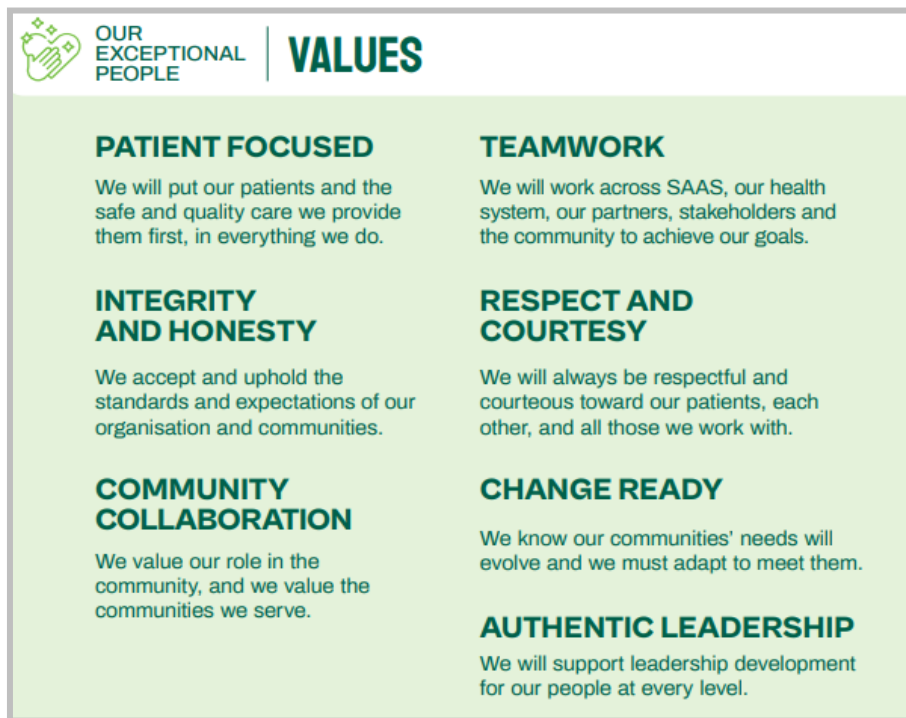 OUR
EXCEPTIONAL
PEOPLE
VALUES
PATIENT FOCUSED
We will put our patients and the
safe and quality care we provide
them first, in everything we do.
INTEGRITY
AND HONESTY
We accept and uphold the
standards and expectations of our
organisation and communities.
COMMUNITY
COLLABORATION
We value our role in the
community, and we value the
communities we serve.
TEAMWORK
We will work across SAAS, our health
system, our partners, stakeholders and
the community to achieve our goals.
RESPECT AND
COURTESY
We will always be respectful and
courteous toward our patients, each
other, and all those we work with.
CHANGE READY
We know our communities’ needs will
evolve and we must adapt to meet them.
AUTHENTIC LEADERSHIP
We will support leadership development
for our people at every level.